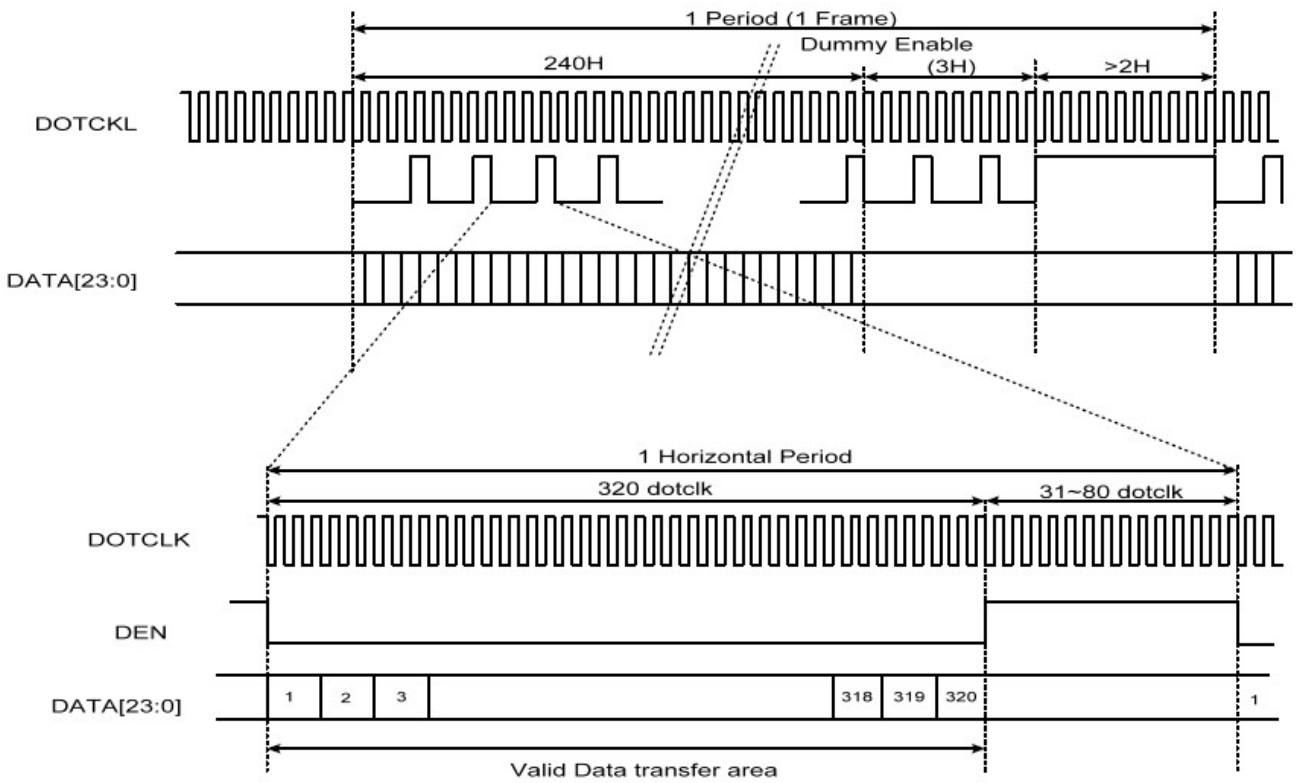 1 Period (1 Frame)
Dummy Enable
240H
(3H)
>2H
DOTCKL
DATA[23:0]
1 Horizontal Period
320 dotclk
31~80 dotclk
DOTCLK
DEN
DATA[23:0]
1
2
3
318
319
320
1
Valid Data transfer area